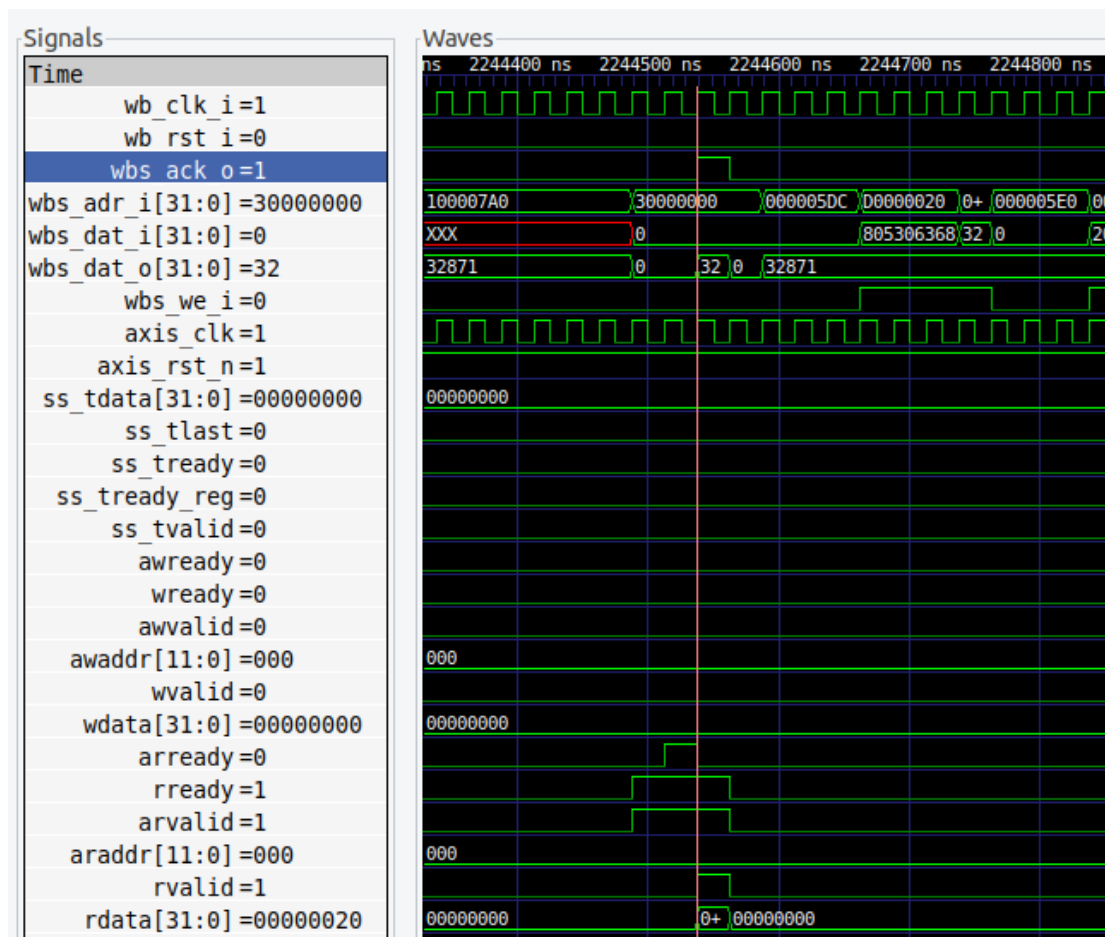 Signals
Waves
Time
ns 2244400 ns 2244500 ns 2244600 ns 2244700 ns 2244800 ns
wb_clk_i=1
wb_rst_i=0
wbs_ack_o=1
wbs_adr_i[31:0]=30000000 100007A0 30000000 000005DC D0000020 0+ 000005E0 00
wbs_dat_i[31:0]=0 XXX 0 805306368 32 0 20
wbs_dat_o[31:0]=32 32871 0 32 0 32871
wbs_we_i=0
axis_clk=1
axis_rst_n=1
ss_tdata[31:0]=00000000 00000000
ss_tlast=0
ss_tready=0
ss_tready_reg=0
ss_tvalid=0
awready=0
wready=0
awvalid=0
awaddr[11:0]=000 000
wvalid=0
wdata[31:0]=00000000 00000000
arready=0
rready=1
arvalid=1
araddr[11:0]=000 000
rvalid=1
rdata[31:0]=00000020 00000000 0+ 00000000